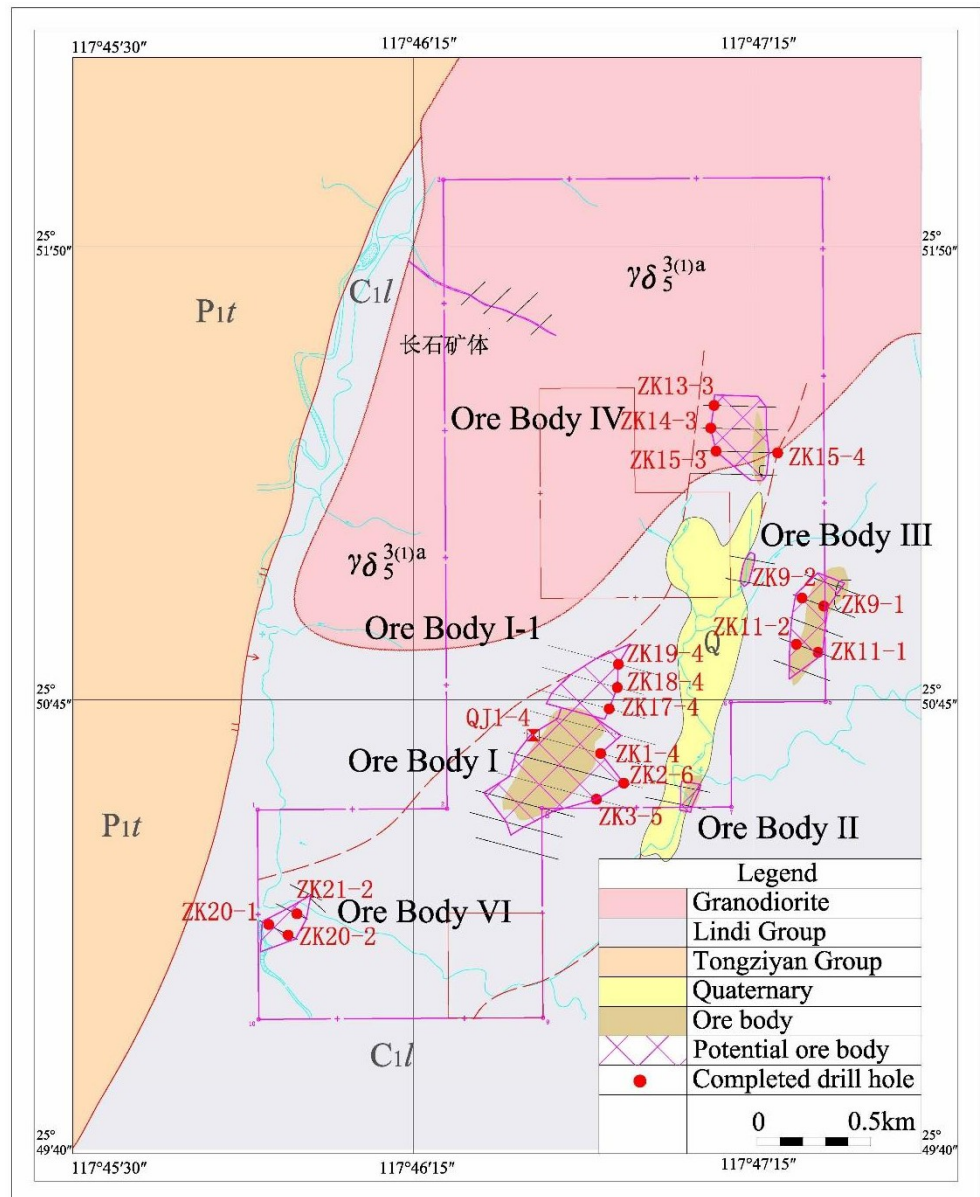 117°45′30″ 117°46′15″ 117°47′15″
25°
51′50″
25°
51′50″
γδ₅³⁽¹⁾ᵃ
C₁l
P₁t
长石矿体
ZK13-3
Ore Body IV
ZK14-3
ZK15-3
ZK15-4
Ore Body III
γδ₅³⁽¹⁾ᵃ
ZK9-2
ZK9-1
Ore Body I-1
ZK11-2
Q
ZK19-4
ZK11-1
25°
50′45″
ZK18-4
25°
50′45″
ZK17-4
QJ1-4
Ore Body I
ZK1-4
ZK2-6
ZK3-5
P₁t
Ore Body II
Legend
ZK21-2
Granodiorite
ZK20-1
Ore Body VI
ZK20-2
Lindi Group
Tongziyan Group
Quaternary
Ore body
C₁l
Potential ore body
Completed drill hole
0 0.5km
25°
49′40″
25°
49′40″
117°45′30″ 117°46′15″ 117°47′15″